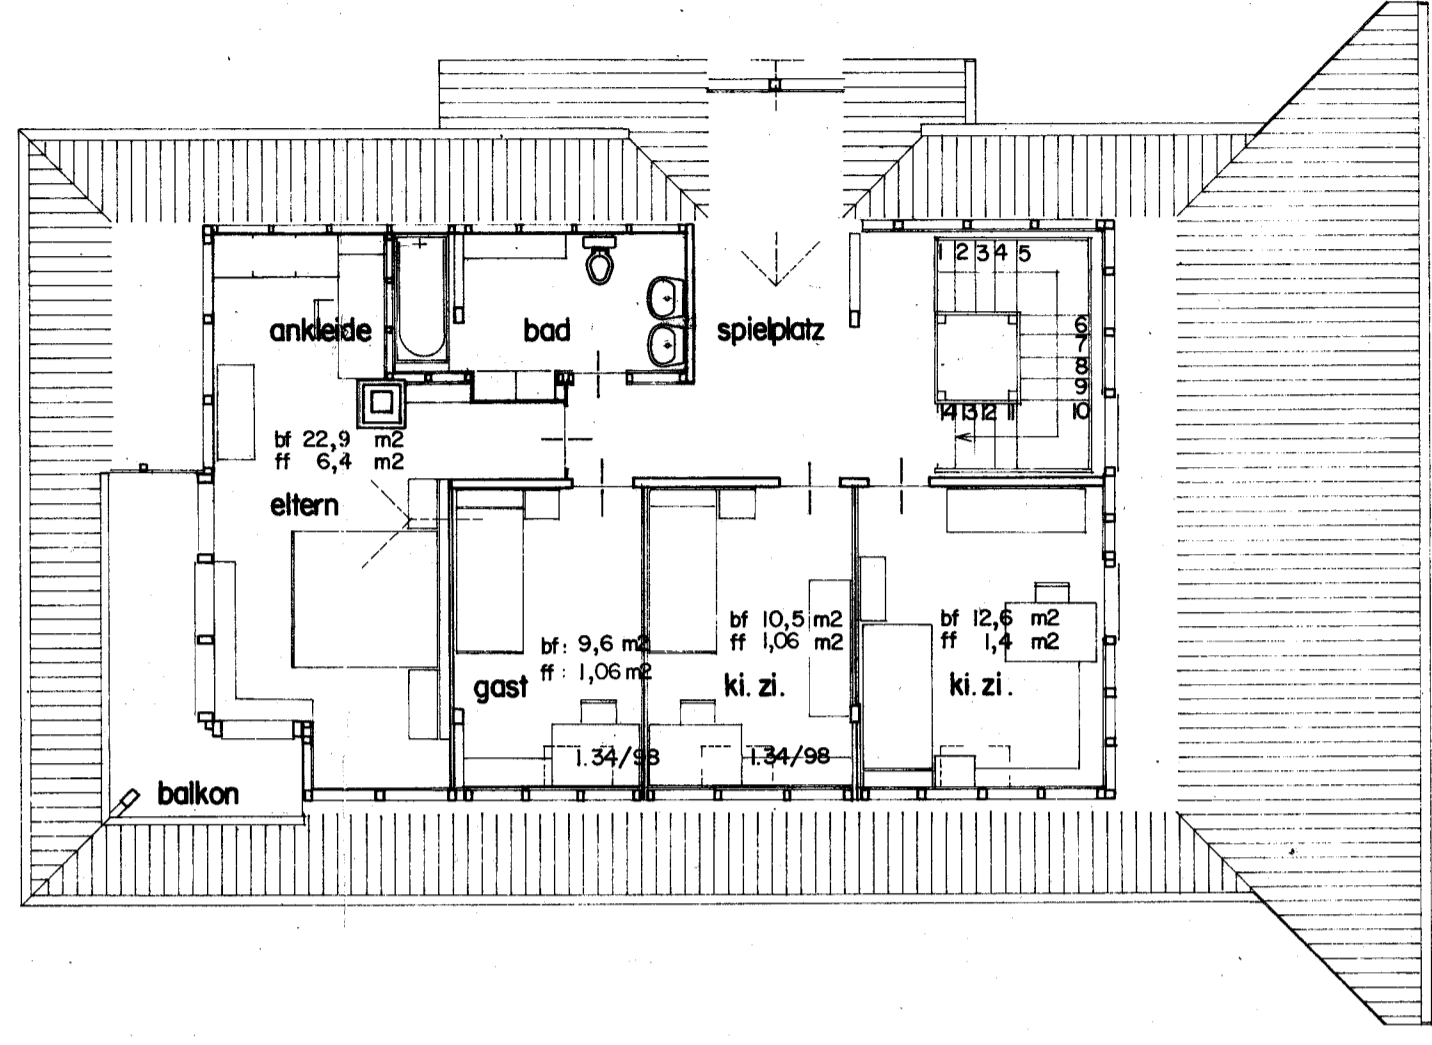 1 2 3 4 5
ankleide
bad
spielplatz
6
7
8
9
10
14 13 12 11
bf 22,9 m2
ff 6,4 m2
eltern
bf: 9,6 m2
ff: 1,06 m2
gast
bf 10,5 m2
ff 1,06 m2
ki. zi.
bf 12,6 m2
ff 1,4 m2
ki. zi.
1.34/98
1.34/98
balkon